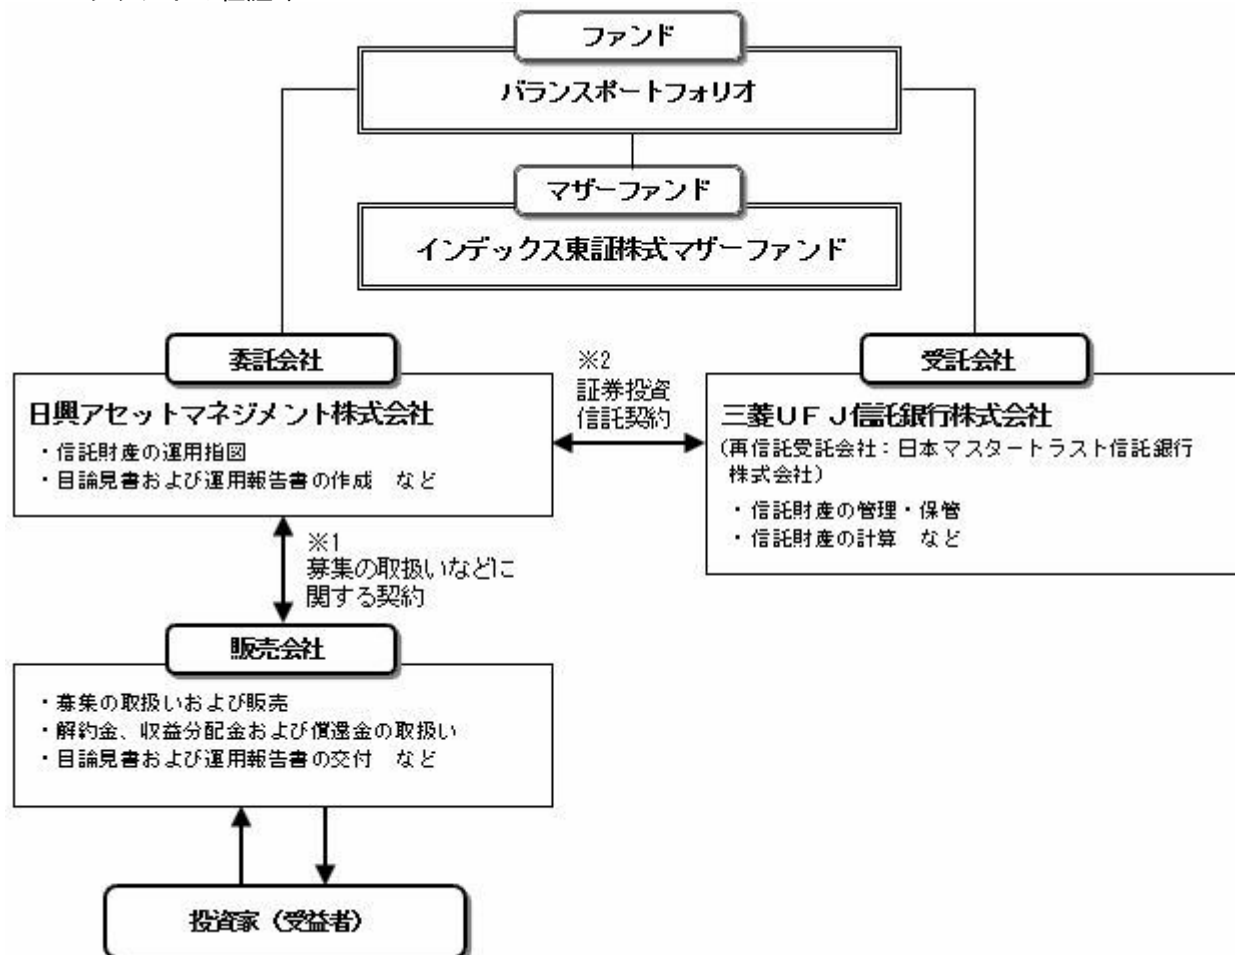 ファンド
バランスポートフォリオ
マザーファンド
インデックス東証株式マザーファンド
委託会社
日興アセットマネジメント株式会社
・信託財産の運用指図
・目論見書および運用報告書の作成　など
※2
証券投資
信託契約
受託会社
三菱ＵＦＪ信託銀行株式会社
(再信託受託会社：日本マスタートラスト信託銀行
株式会社)
・信託財産の管理・保管
・信託財産の計算　など
※1
募集の取扱いなどに
関する契約
販売会社
・募集の取扱いおよび販売
・解約金、収益分配金および償還金の取扱い
・目論見書および運用報告書の交付　など
投資家（受益者）